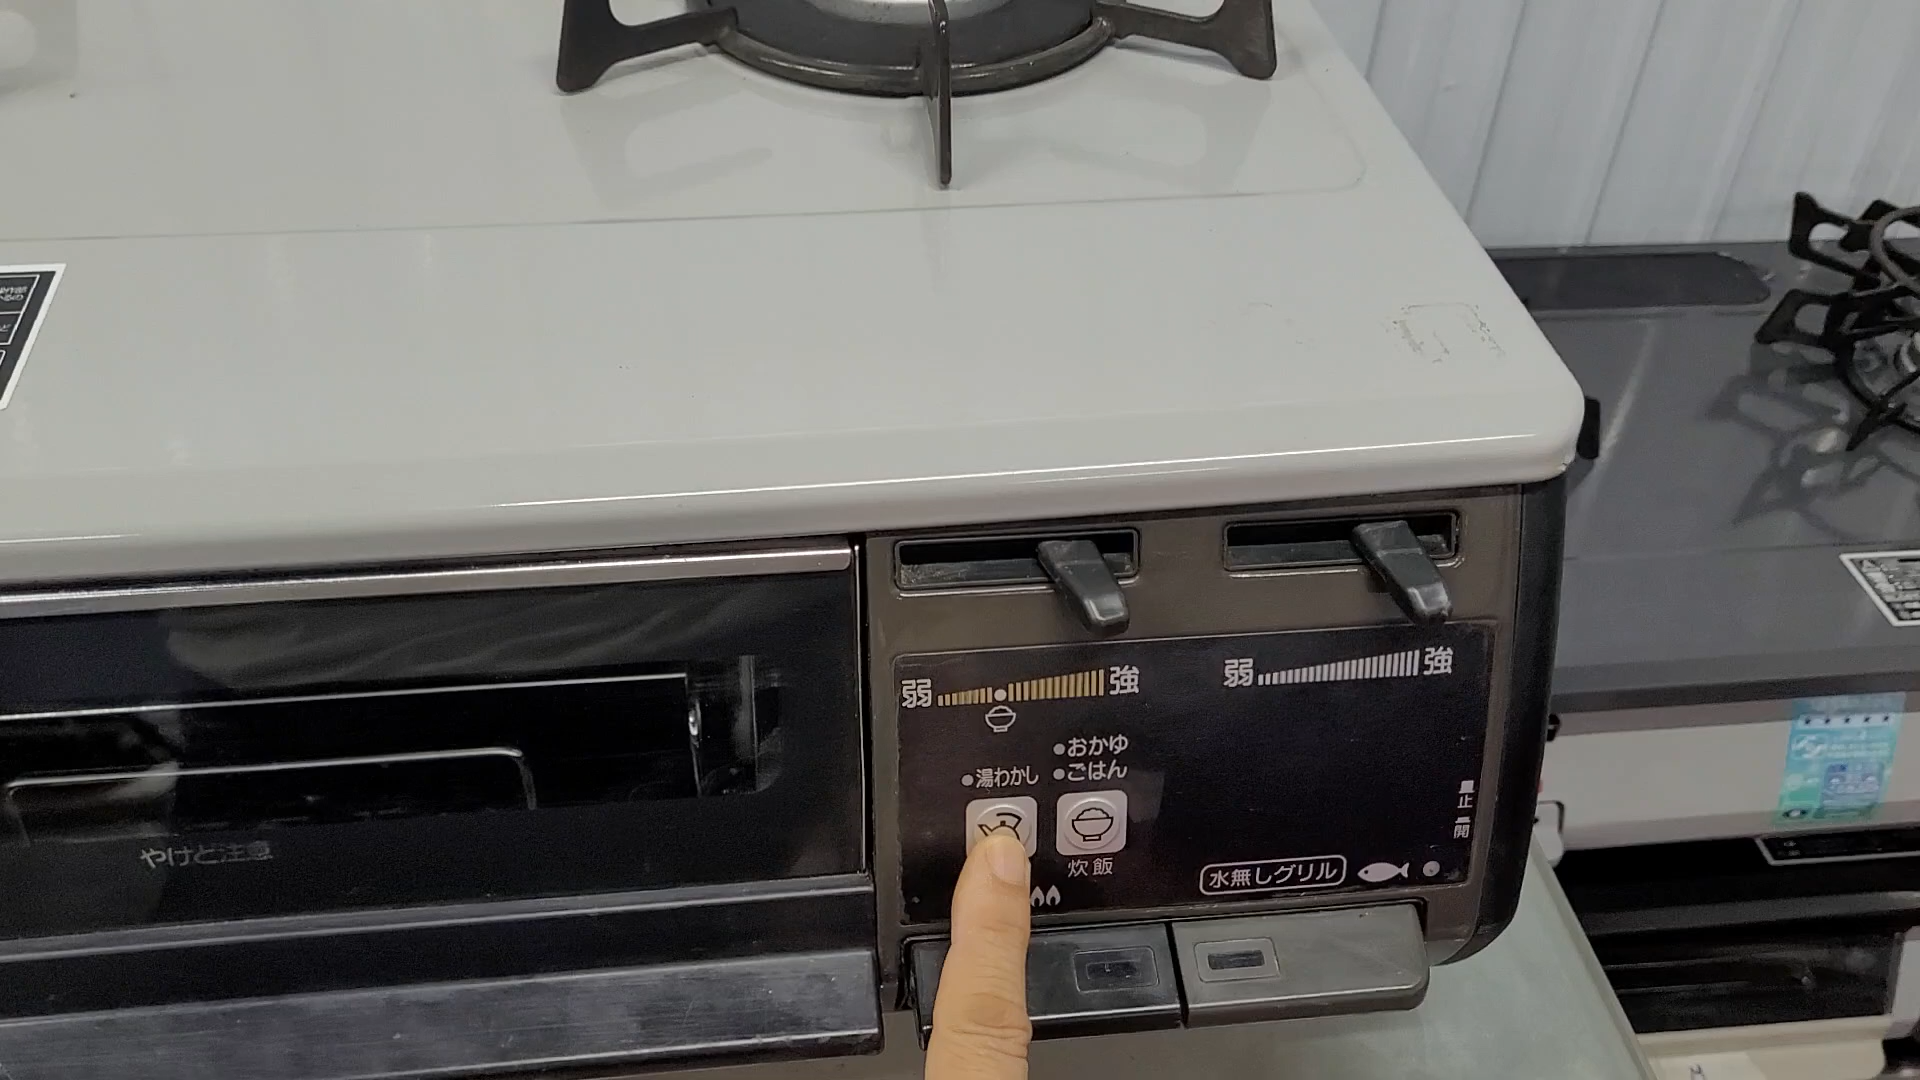 弱 強
弱 強
●おかゆ
●湯わかし ●ごはん
炊飯
止
開
水無しグリル
やけど注意